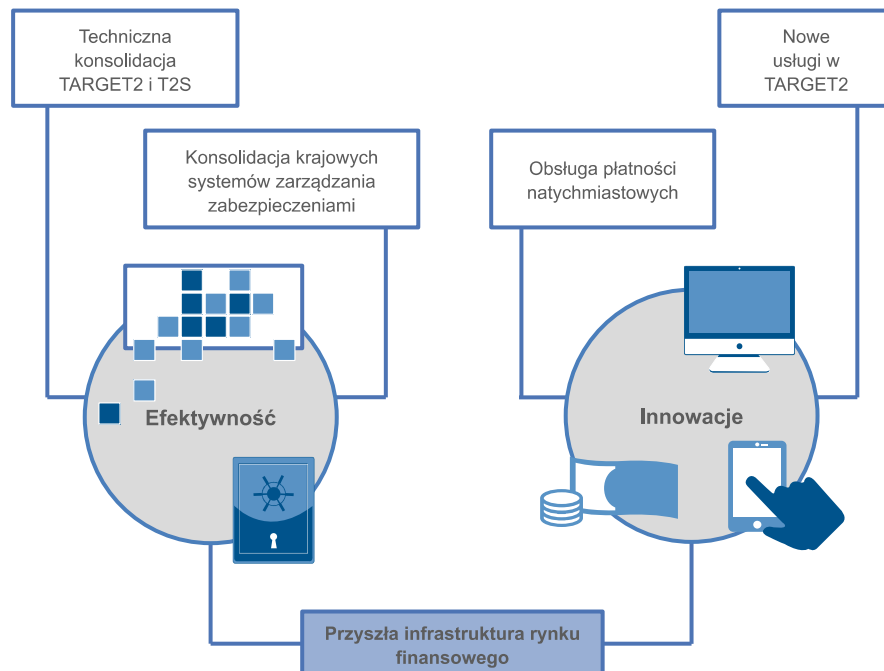 Techniczna
konsolidacja
TARGET2 i T2S
Nowe
usługi w
TARGET2
Konsolidacja krajowych
systemów zarządzania
zabezpieczeniami
Obsługa płatności
natychmiastowych
Efektywność
Innowacje
Przyszła infrastruktura rynku
finansowego